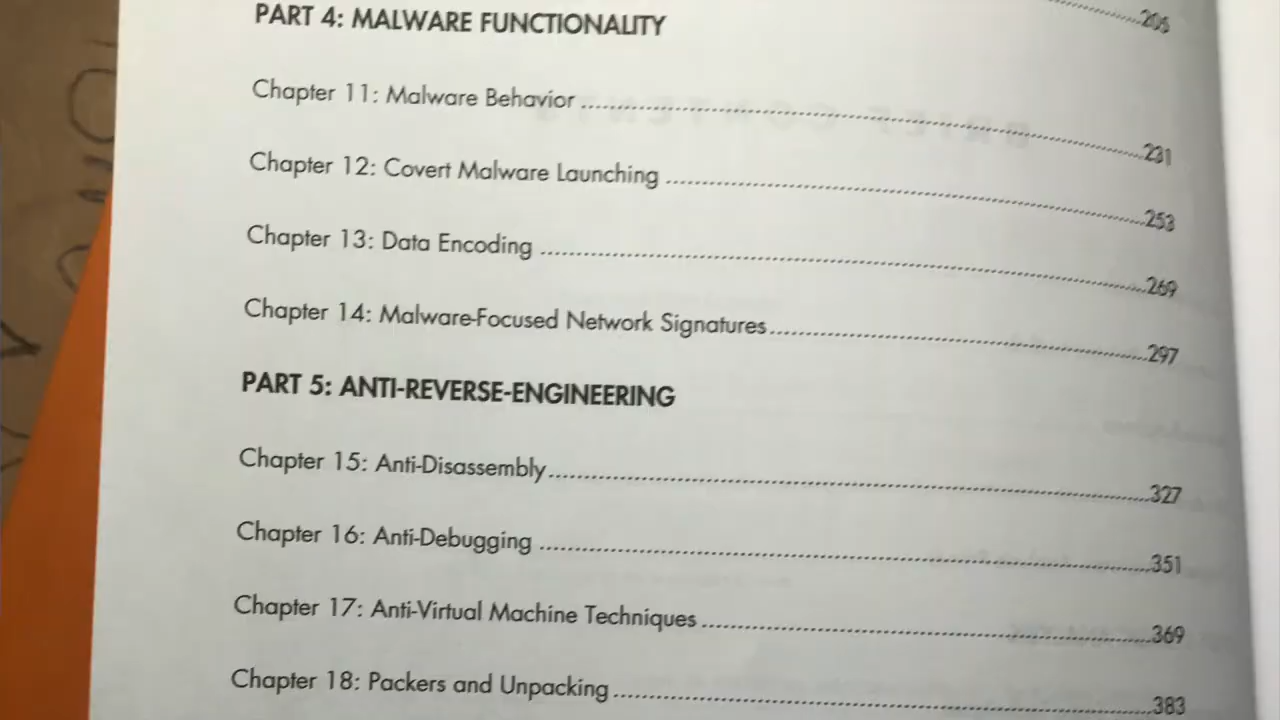 205
PART 4: MALWARE FUNCTIONALITY
Chapter 11: Malware Behavior 231
Chapter 12: Covert Malware Launching 253
Chapter 13: Data Encoding 269
Chapter 14: Malware-Focused Network Signatures 297
PART 5: ANTI-REVERSE-ENGINEERING
Chapter 15: Anti-Disassembly 327
Chapter 16: Anti-Debugging 351
Chapter 17: Anti-Virtual Machine Techniques 369
Chapter 18: Packers and Unpacking 383